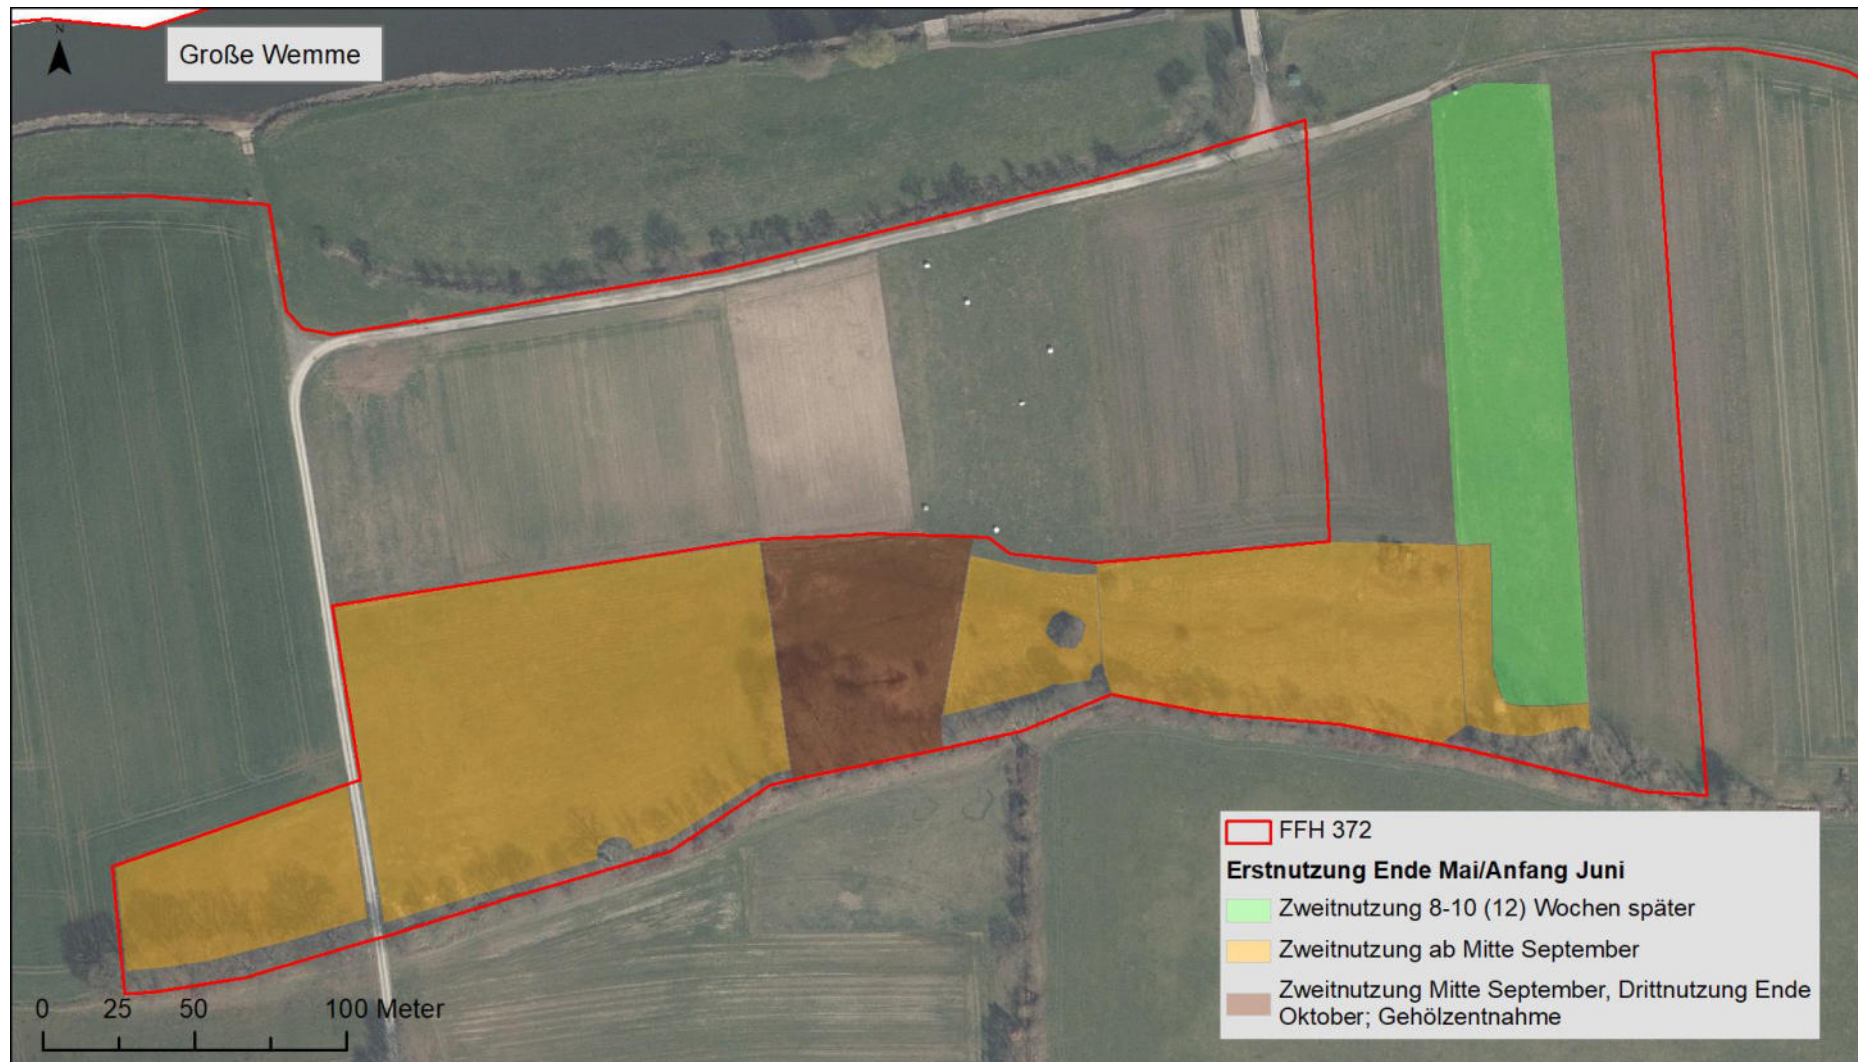 N
Große Wemme
FFH 372
Erstnutzung Ende Mai/Anfang Juni
Zweitnutzung 8-10 (12) Wochen später
Zweitnutzung ab Mitte September
Zweitnutzung Mitte September, Drittnutzung Ende
Oktober; Gehölzentnahme
0 25 50 100 Meter